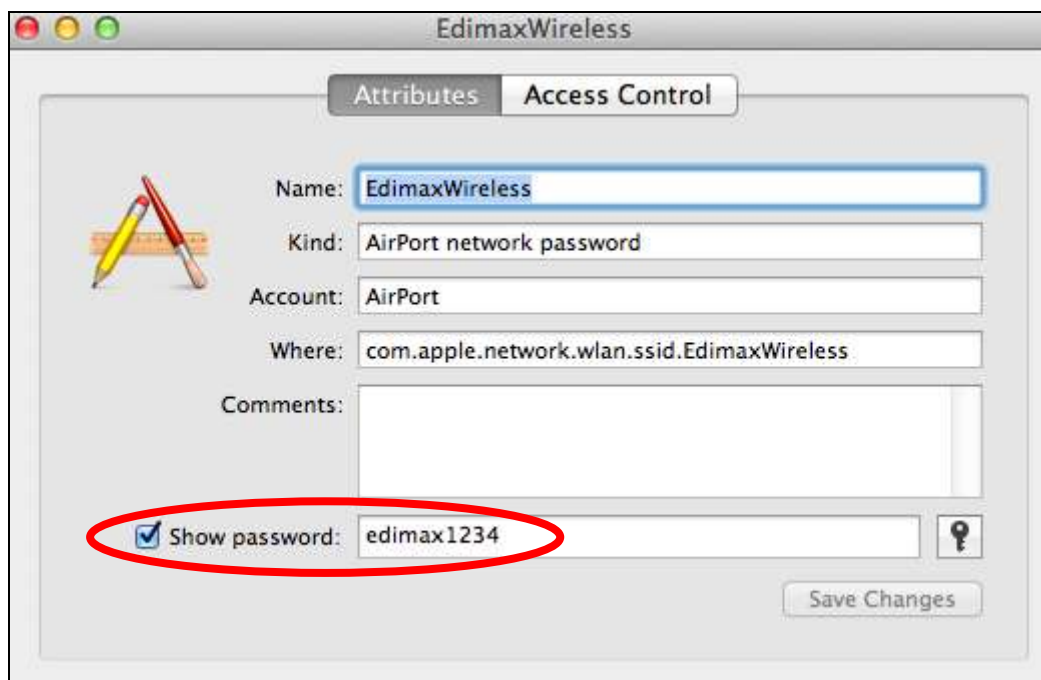 EdimaxWireless
Attributes Access Control
Name: EdimaxWireless
Kind: AirPort network password
Account: AirPort
Where: com.apple.network.wlan.ssid.EdimaxWireless
Comments:
Show password: edimax1234
Save Changes